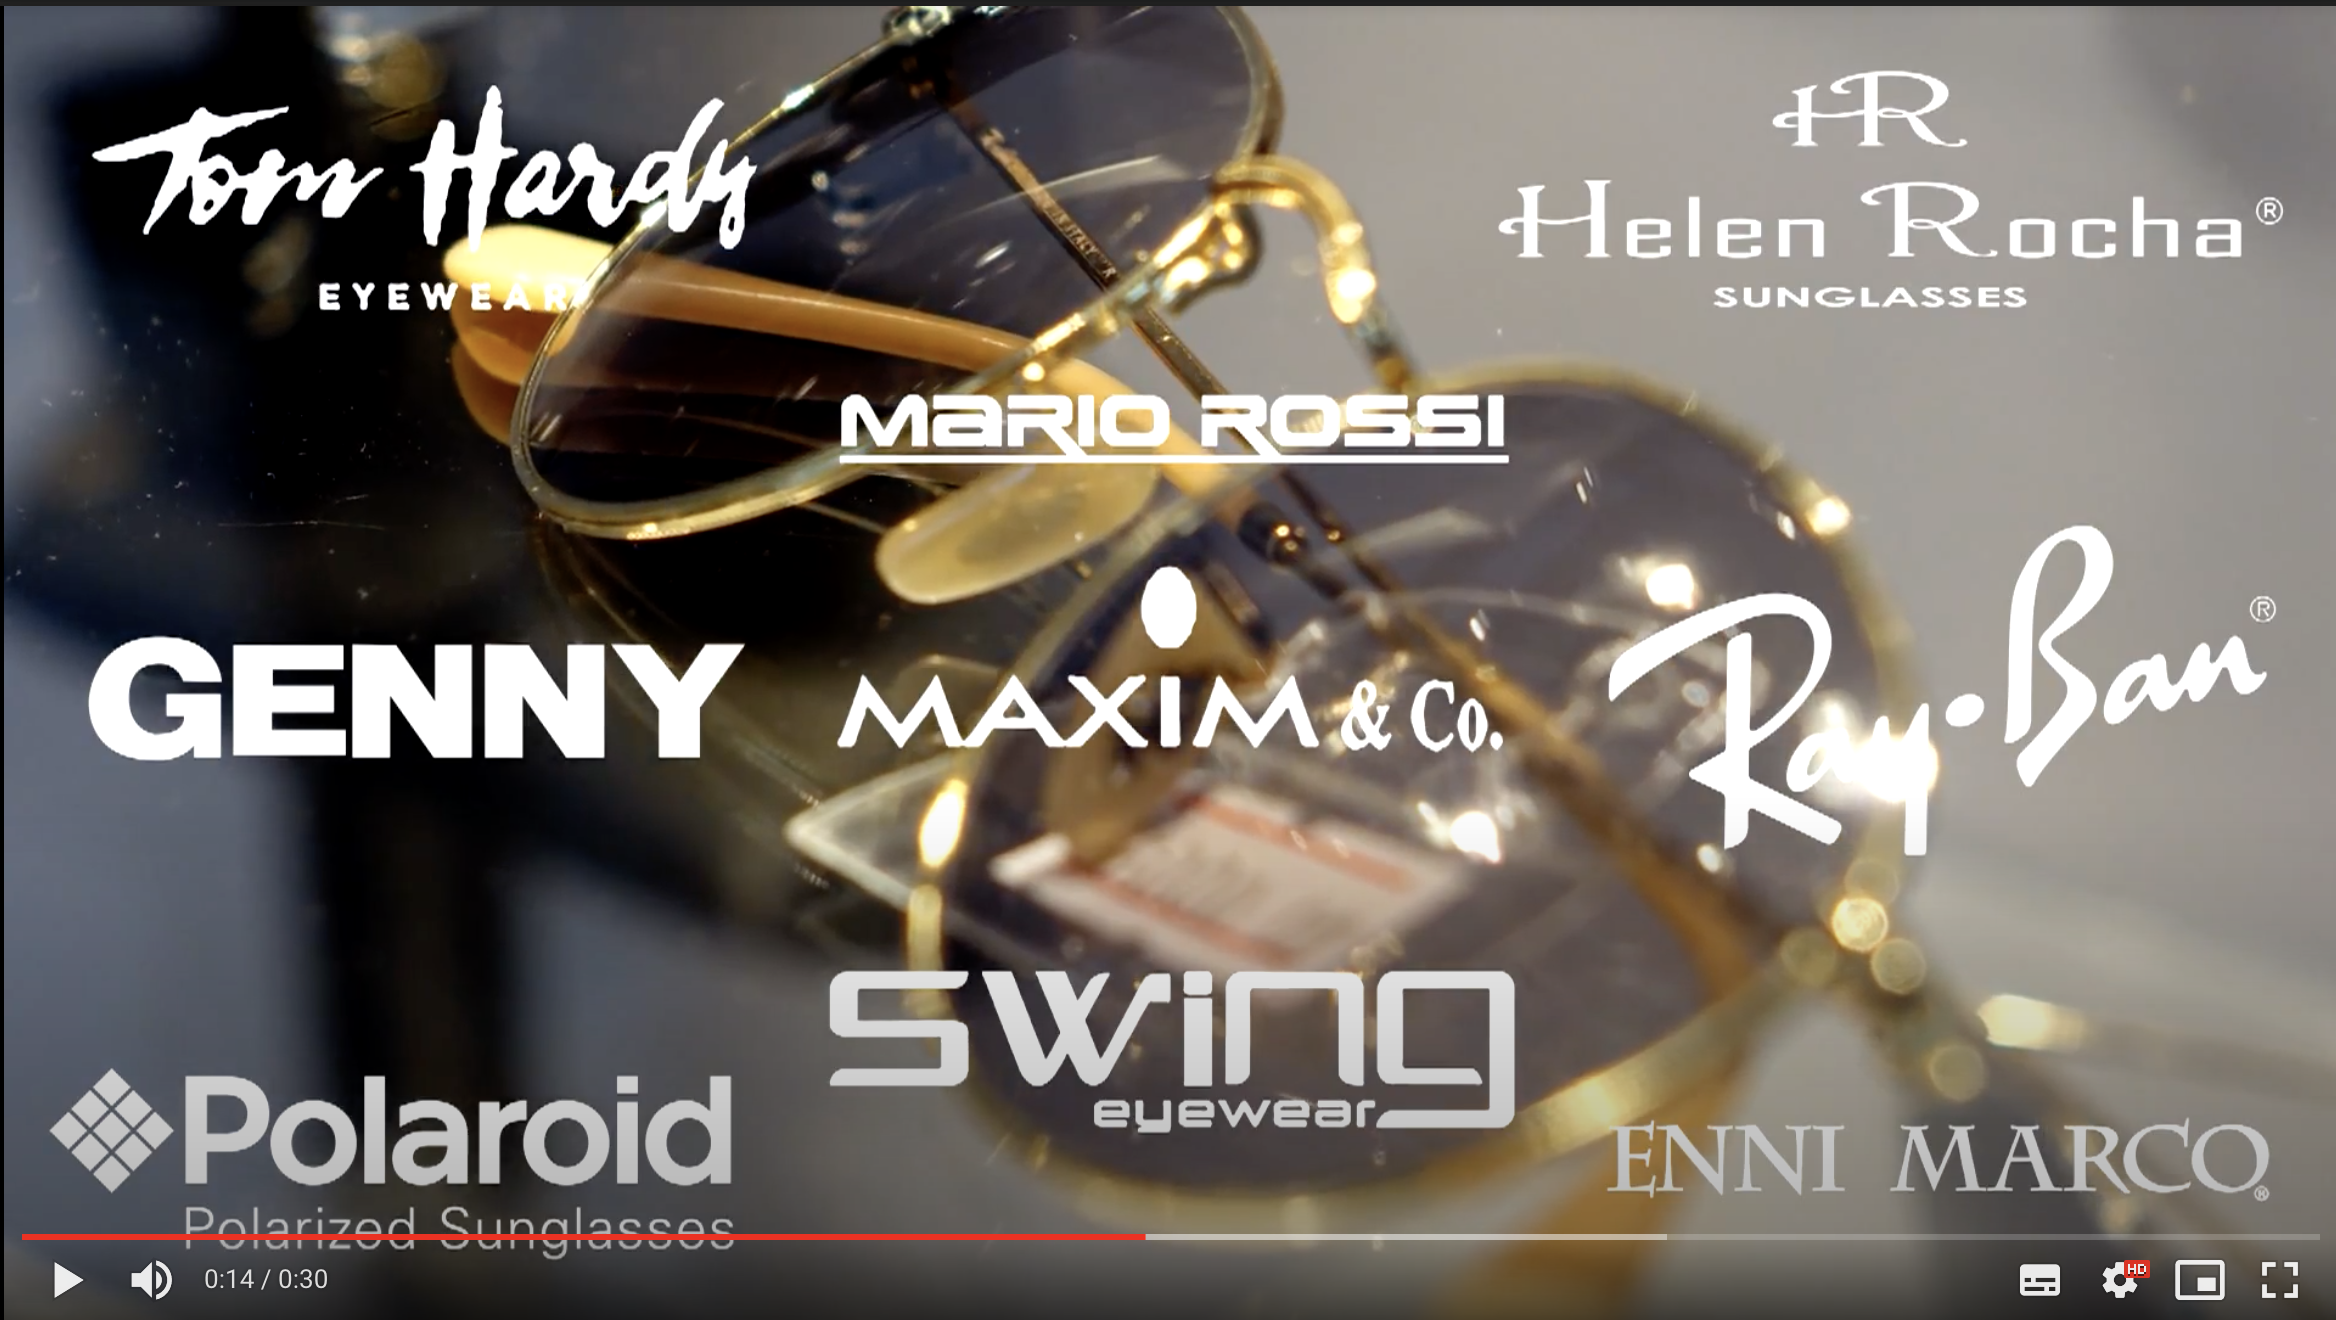 Tom Hardy
EYEWEAR
HR
Helen Rocha®
SUNGLASSES
MARIO ROSSI
GENNY
MAXIM & Co.
Ray-Ban®
swing
eyewear
Polaroid
Polarized Sunglasses
ENNI MARCO®
0:14 / 0:30
HD